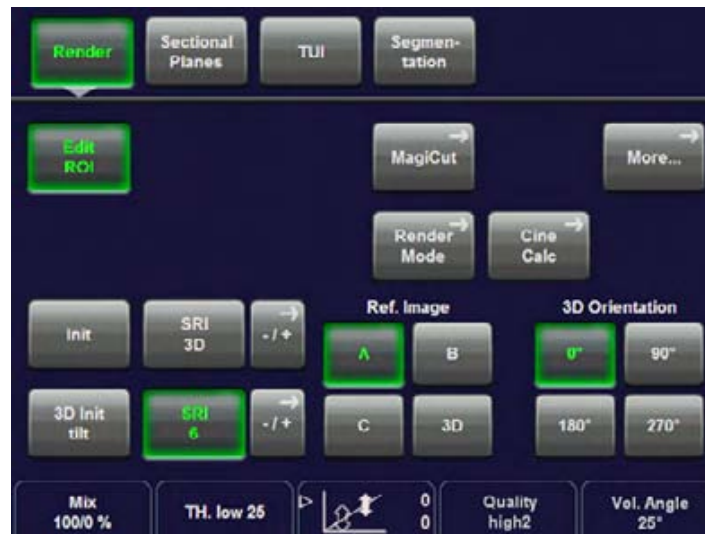 Render
Sectional
Planes
TUI
Segmen-
tation
Edit
ROI
MagiCut
More...
Render
Mode
Cine
Calc
Init
SRI
3D
- / +
Ref. Image
A
B
3D Orientation
0°
90°
3D Init
tilt
SRI
6
- / +
C
3D
180°
270°
Mix
100/0 %
TH. low 25
0
0
Quality
high2
Vol. Angle
25°